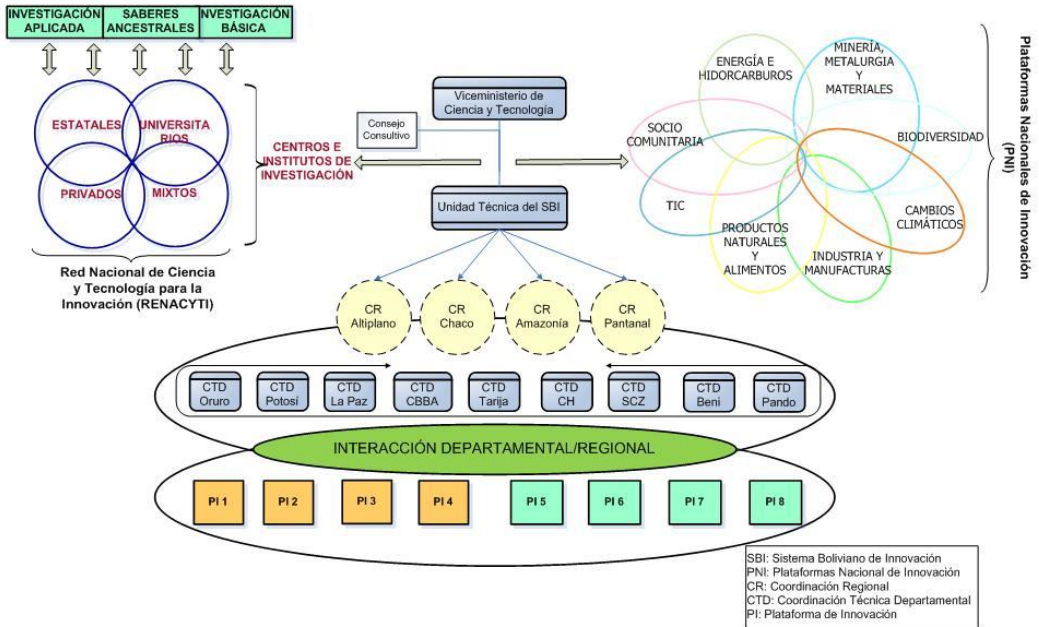 INVESTIGACIÓN
APLICADA
SABERES
ANCESTRALES
NVESTIGACIÓN
BÁSICA
ESTATALES
UNIVERSITA
RIOS
PRIVADOS
MIXTOS
CENTROS E
INSTITUTOS DE
INVESTIGACIÓN
Red Nacional de Ciencia
y Tecnología para la
Innovación (RENACYTI)
Viceministerio de
Ciencia y Tecnología
Consejo
Consultivo
Unidad Técnica del SBI
ENERGÍA E
HIDORCARBUROS
MINERÍA,
METALURGIA
Y
MATERIALES
SOCIO
COMUNITARIA
BIODIVERSIDAD
TIC
CAMBIOS
CLIMÁTICOS
PRODUCTOS
NATURALES
Y
ALIMENTOS
INDUSTRIA Y
MANUFACTURAS
Plataformas Nacionales de Innovación
(PNI)
CR
Altiplano
CR
Chaco
CR
Amazonía
CR
Pantanal
CTD
Oruro
CTD
Potosí
CTD
La Paz
CTD
CBBA
CTD
Tarija
CTD
CH
CTD
SCZ
CTD
Beni
CTD
Pando
INTERACCIÓN DEPARTAMENTAL/REGIONAL
PI 1
PI 2
PI 3
PI 4
PI 5
PI 6
PI 7
PI 8
SBI: Sistema Boliviano de Innovación
PNI: Plataformas Nacional de Innovación
CR: Coordinación Regional
CTD: Coordinación Técnica Departamental
PI: Plataforma de Innovación